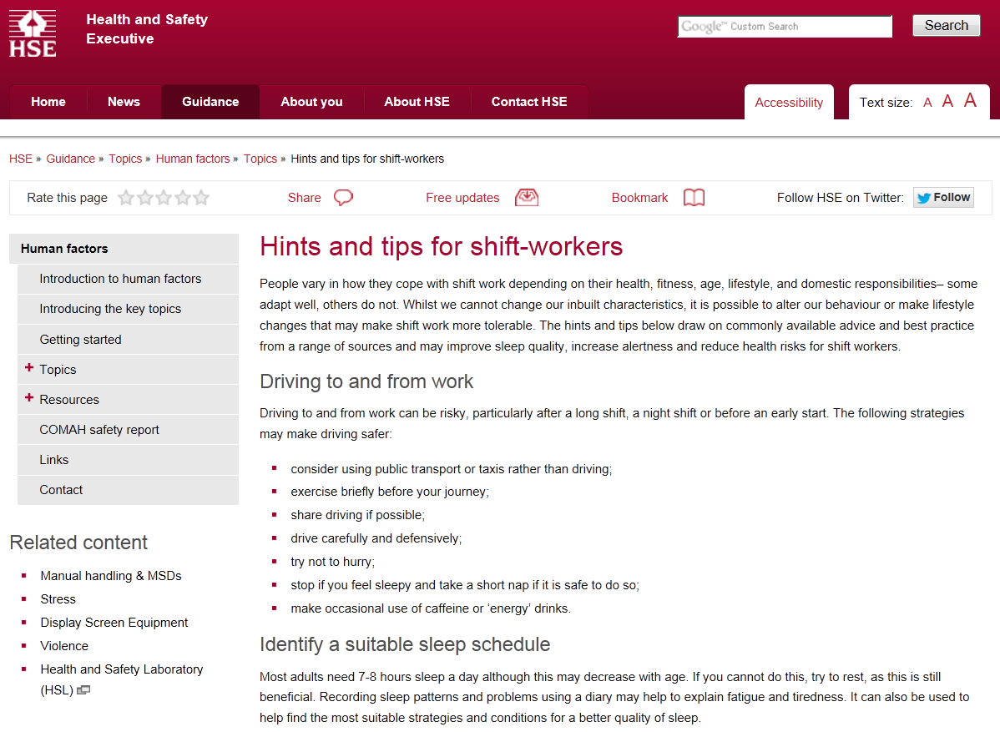 HSE
Health and Safety
Executive
Google™ Custom Search
Search
Home
News
Guidance
About you
About HSE
Contact HSE
Accessibility
Text size: A A A
HSE » Guidance » Topics » Human factors » Topics » Hints and tips for shift-workers
Rate this page
Share
Free updates
Bookmark
Follow HSE on Twitter:
Follow
Human factors
Introduction to human factors
Introducing the key topics
Getting started
+ Topics
+ Resources
COMAH safety report
Links
Contact
Related content
Manual handling & MSDs
Stress
Display Screen Equipment
Violence
Health and Safety Laboratory
(HSL)
Hints and tips for shift-workers
People vary in how they cope with shift work depending on their health, fitness, age, lifestyle, and domestic responsibilities– some
adapt well, others do not. Whilst we cannot change our inbuilt characteristics, it is possible to alter our behaviour or make lifestyle
changes that may make shift work more tolerable. The hints and tips below draw on commonly available advice and best practice
from a range of sources and may improve sleep quality, increase alertness and reduce health risks for shift workers.
Driving to and from work
Driving to and from work can be risky, particularly after a long shift, a night shift or before an early start. The following strategies
may make driving safer:
consider using public transport or taxis rather than driving;
exercise briefly before your journey;
share driving if possible;
drive carefully and defensively;
try not to hurry;
stop if you feel sleepy and take a short nap if it is safe to do so;
make occasional use of caffeine or ‘energy’ drinks.
Identify a suitable sleep schedule
Most adults need 7-8 hours sleep a day although this may decrease with age. If you cannot do this, try to rest, as this is still
beneficial. Recording sleep patterns and problems using a diary may help to explain fatigue and tiredness. It can also be used to
help find the most suitable strategies and conditions for a better quality of sleep.